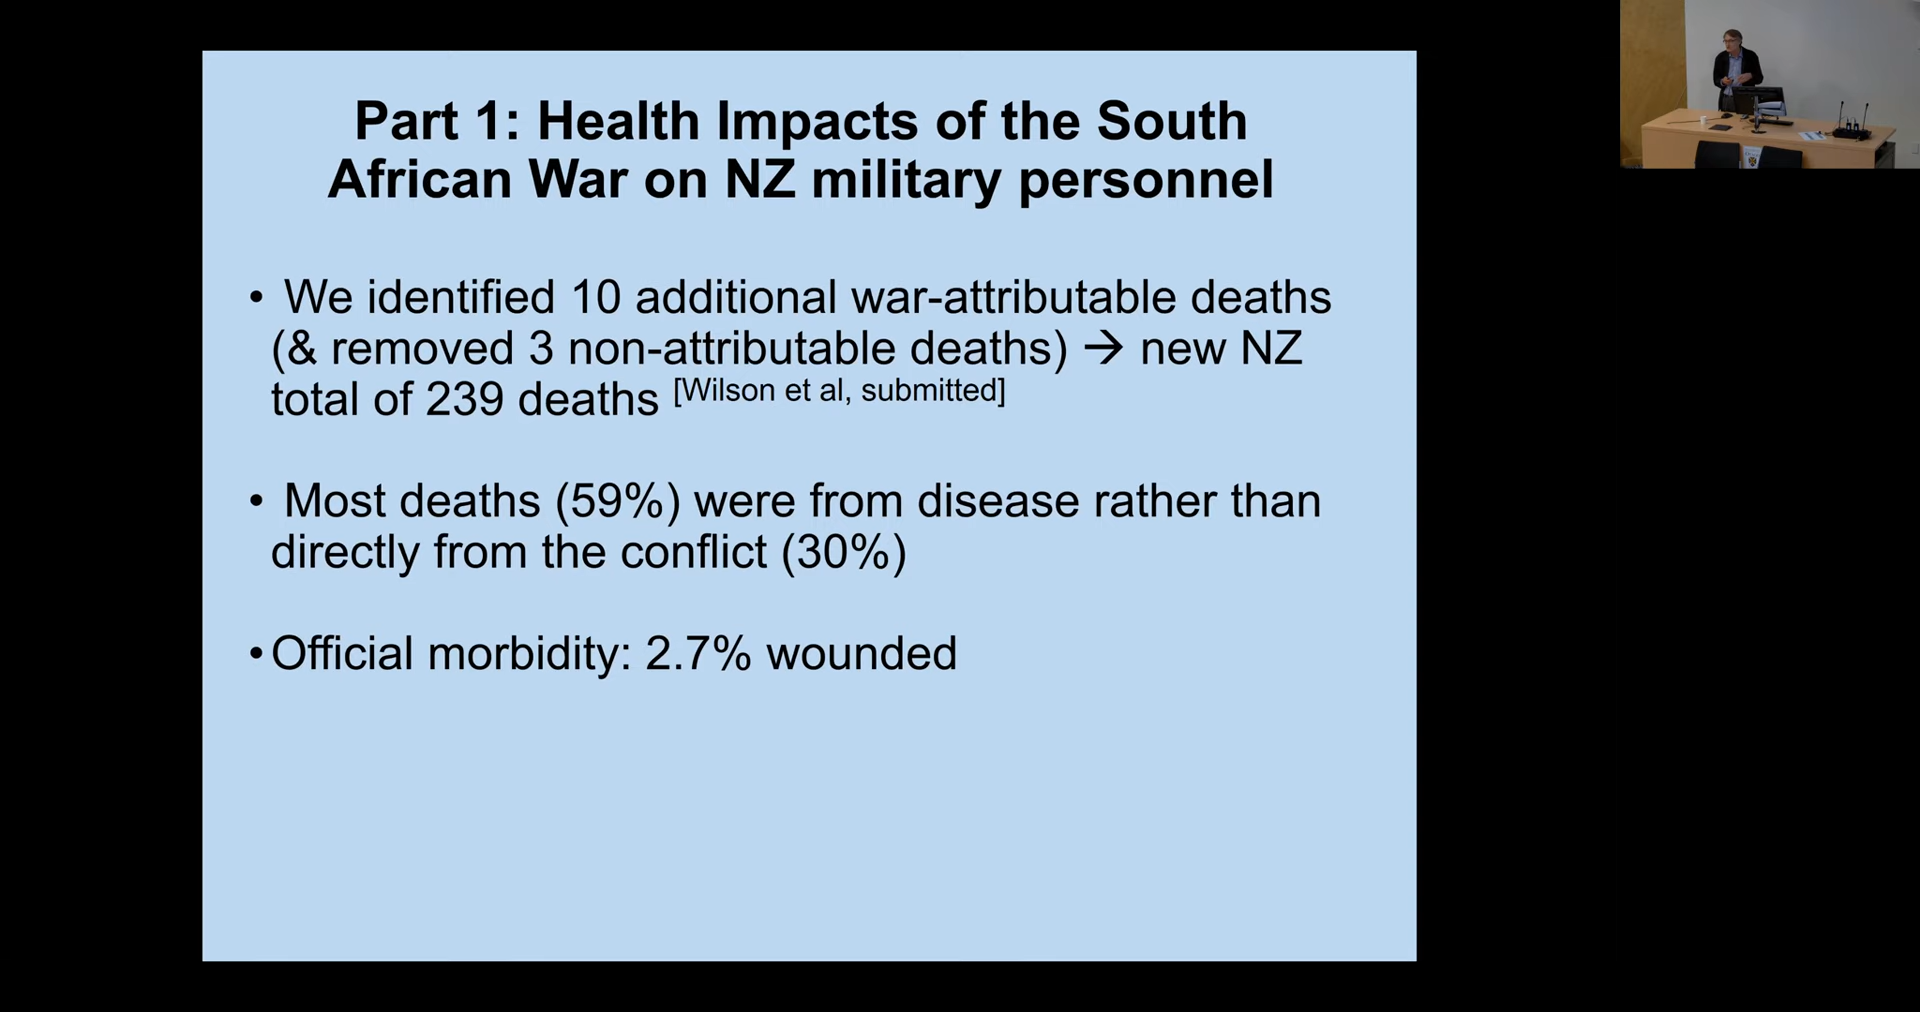 Part 1: Health Impacts of the South
African War on NZ military personnel
• We identified 10 additional war-attributable deaths
(& removed 3 non-attributable deaths) → new NZ
total of 239 deaths [Wilson et al, submitted]
• Most deaths (59%) were from disease rather than
directly from the conflict (30%)
• Official morbidity: 2.7% wounded